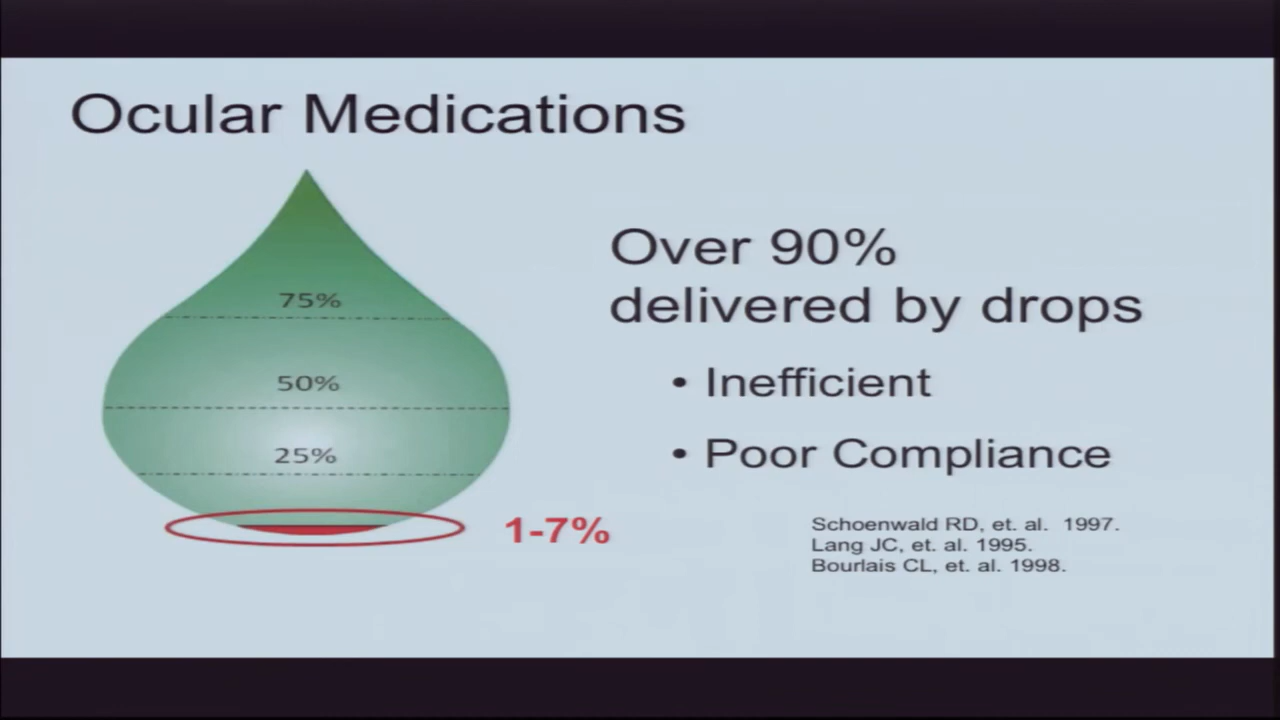 Ocular Medications
75%
50%
25%
1-7%
Over 90%
delivered by drops
• Inefficient
• Poor Compliance
Schoenwald RD, et. al.  1997.
Lang JC, et. al. 1995.
Bourlais CL, et. al. 1998.